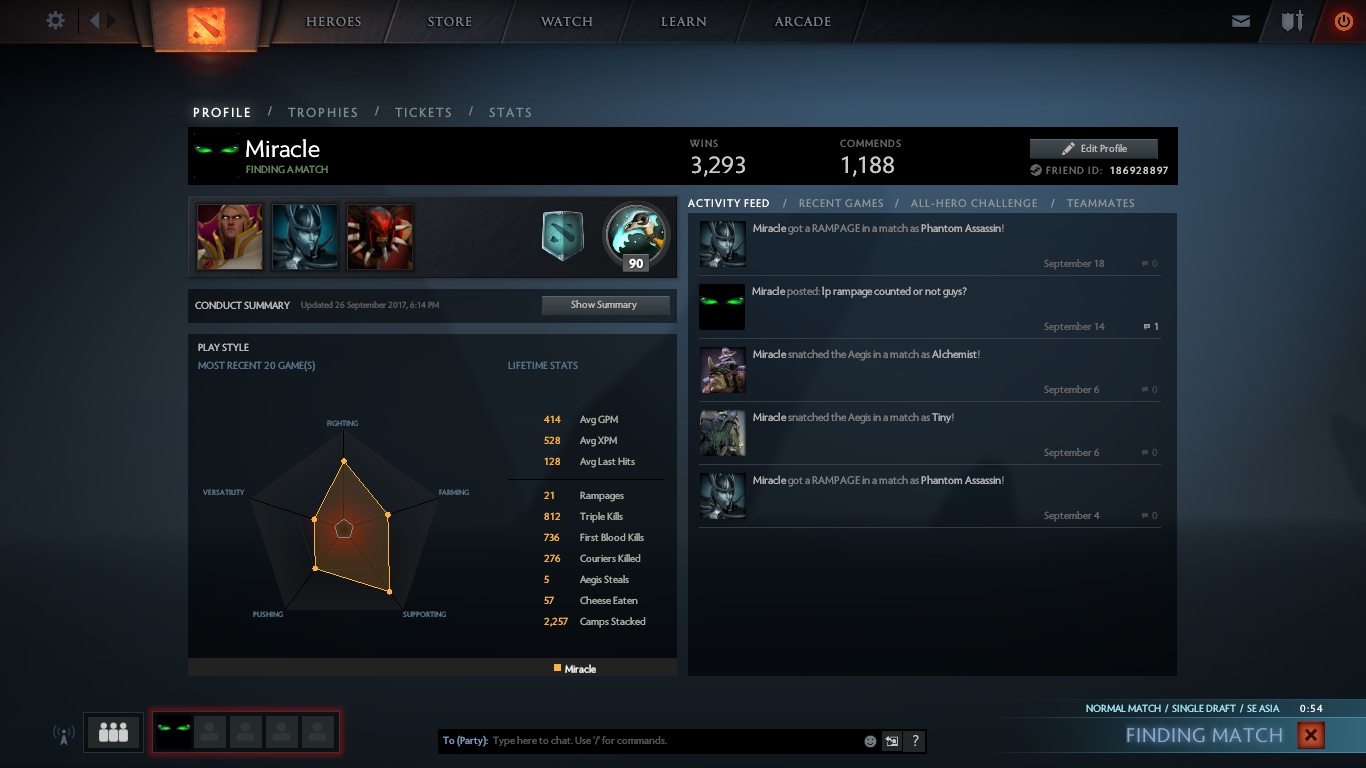 HEROES STORE WATCH LEARN ARCADE
PROFILE / TROPHIES / TICKETS / STATS
Miracle
FINDING A MATCH
WINS
3,293
COMMENDS
1,188
Edit Profile
FRIEND ID: 186928897
90
CONDUCT SUMMARY Updated 26 September 2017, 6:14 PM
Show Summary
PLAY STYLE
MOST RECENT 20 GAME(S)
FIGHTING
VERSATILITY
FARMING
PUSHING
SUPPORTING
LIFETIME STATS
414 Avg GPM
528 Avg XPM
128 Avg Last Hits
21 Rampages
812 Triple Kills
736 First Blood Kills
276 Couriers Killed
5 Aegis Steals
57 Cheese Eaten
2,257 Camps Stacked
Miracle
ACTIVITY FEED / RECENT GAMES / ALL-HERO CHALLENGE / TEAMMATES
Miracle got a RAMPAGE in a match as Phantom Assassin!
September 18 0
Miracle posted: lp rampage counted or not guys?
September 14 1
Miracle snatched the Aegis in a match as Alchemist!
September 6 0
Miracle snatched the Aegis in a match as Tiny!
September 6 0
Miracle got a RAMPAGE in a match as Phantom Assassin!
September 4 0
To (Party): Type here to chat. Use '/' for commands.
?
NORMAL MATCH / SINGLE DRAFT / SE ASIA 0:54
FINDING MATCH